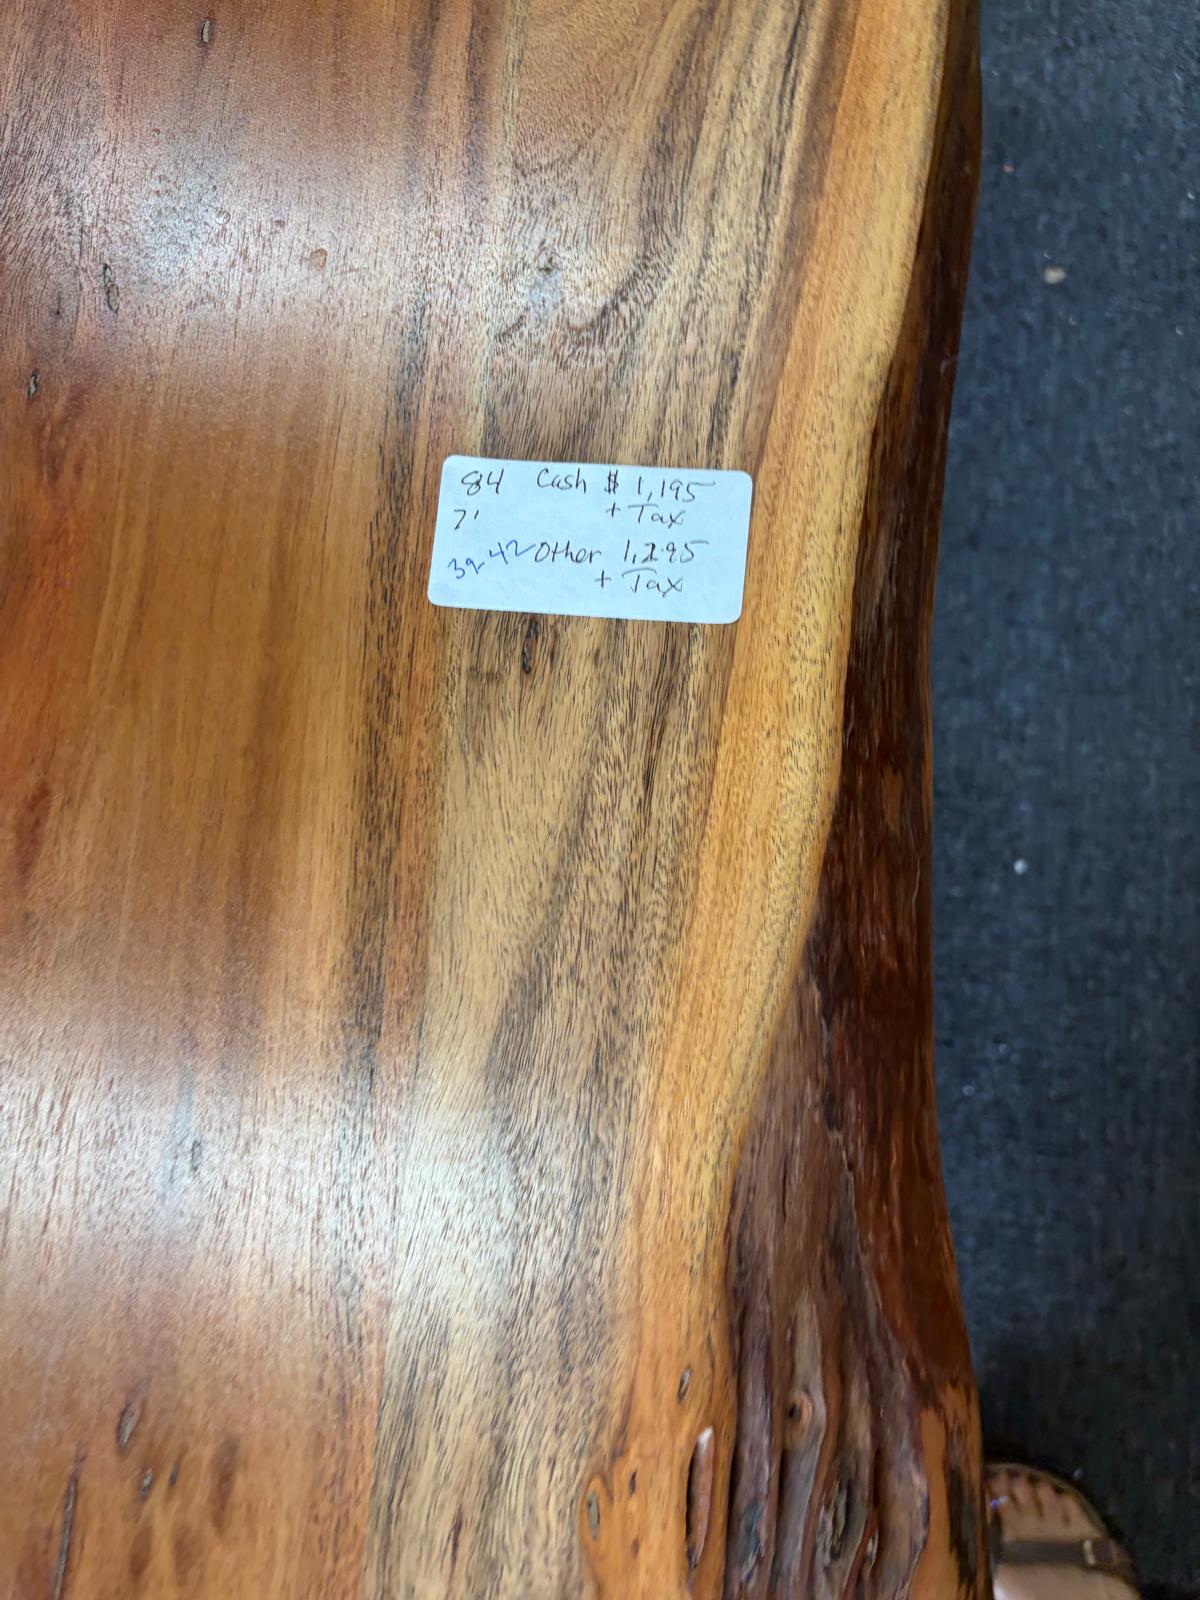 84 Cash $ 1,195
7' + Tax
39-42 Other 1,295
+ Tax